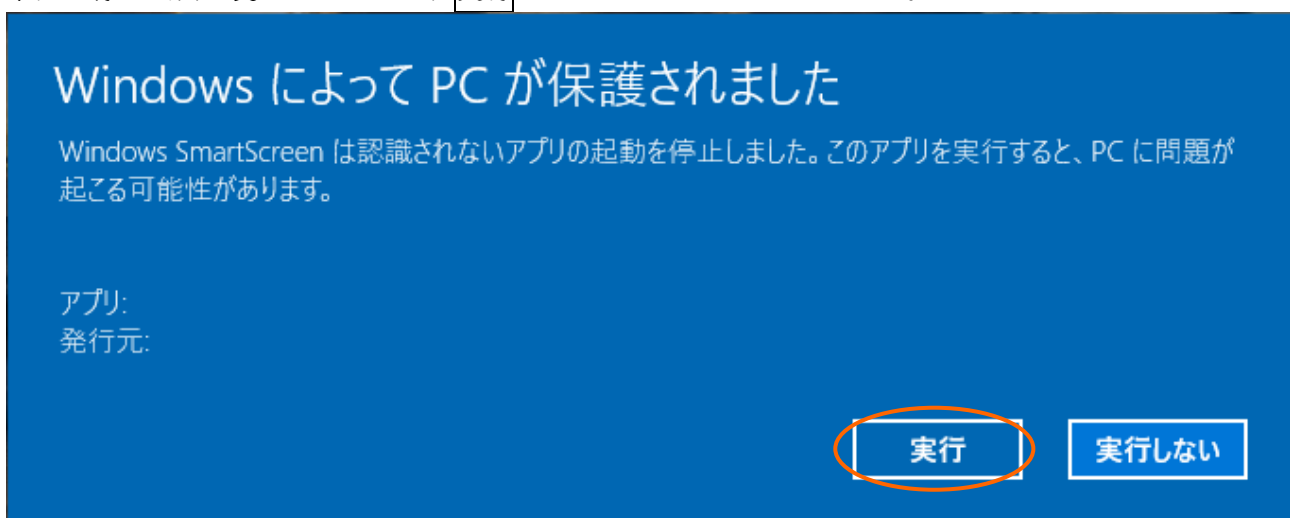 Windows によって PC が保護されました
Windows SmartScreen は認識されないアプリの起動を停止しました。このアプリを実行すると、PC に問題が
起こる可能性があります。
アプリ:
発行元:
実行
実行しない